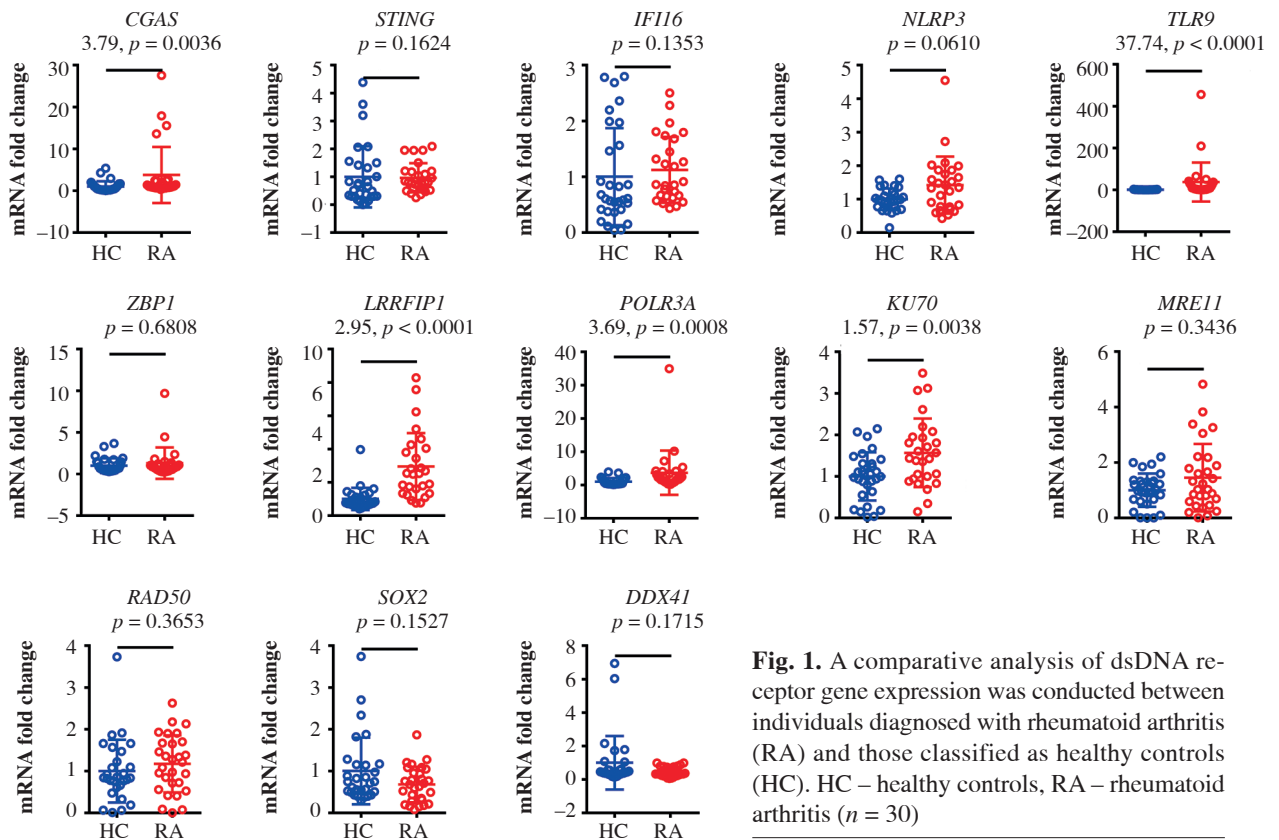 CGAS
3.79, p = 0.0036
mRNA fold change
30
20
10
0
−10
HC RA
STING
p = 0.1624
mRNA fold change
5
4
3
2
1
0
−1
HC RA
IFI16
p = 0.1353
mRNA fold change
3
2
1
0
HC RA
NLRP3
p = 0.0610
mRNA fold change
5
4
3
2
1
0
HC RA
TLR9
37.74, p < 0.0001
mRNA fold change
600
400
200
0
−200
HC RA
ZBP1
p = 0.6808
mRNA fold change
15
10
5
0
−5
HC RA
LRRFIP1
2.95, p < 0.0001
mRNA fold change
10
8
6
4
2
0
HC RA
POLR3A
3.69, p = 0.0008
mRNA fold change
40
30
20
10
0
−10
HC RA
KU70
1.57, p = 0.0038
mRNA fold change
4
3
2
1
0
HC RA
MRE11
p = 0.3436
mRNA fold change
6
4
2
0
HC RA
RAD50
p = 0.3653
mRNA fold change
4
3
2
1
0
HC RA
SOX2
p = 0.1527
mRNA fold change
4
3
2
1
0
HC RA
DDX41
p = 0.1715
mRNA fold change
8
6
4
2
0
−2
HC RA
Fig. 1. A comparative analysis of dsDNA re-
ceptor gene expression was conducted between
individuals diagnosed with rheumatoid arthritis
(RA) and those classified as healthy controls
(HC). HC – healthy controls, RA – rheumatoid
arthritis (n = 30)